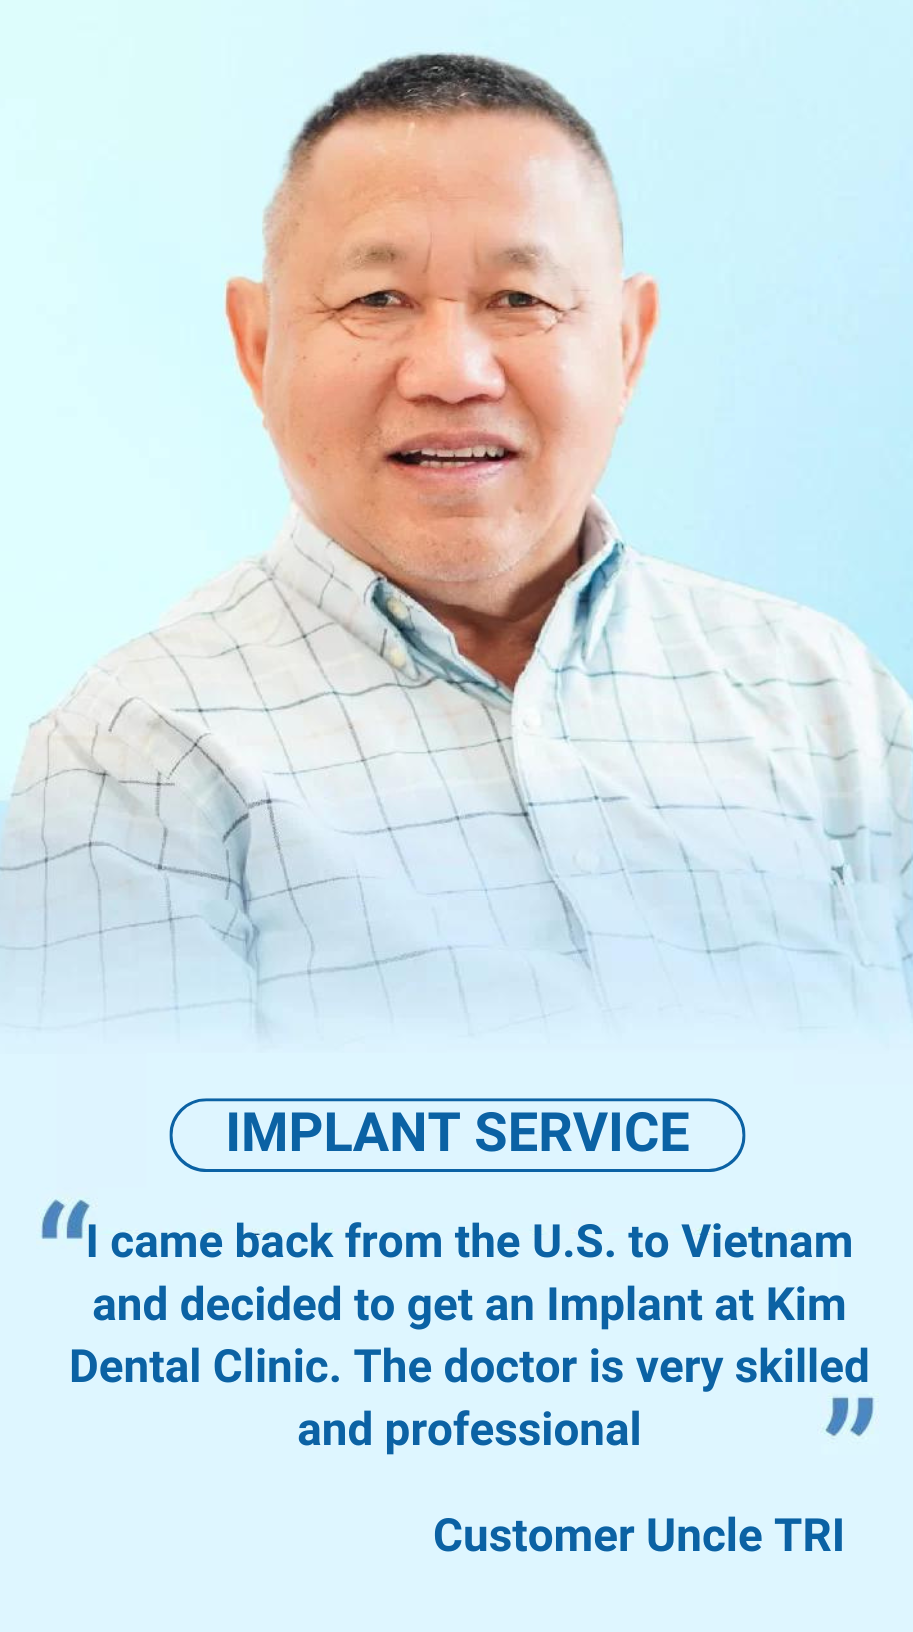 IMPLANT SERVICE
“I came back from the U.S. to Vietnam
and decided to get an Implant at Kim
Dental Clinic. The doctor is very skilled
and professional ”
Customer Uncle TRI